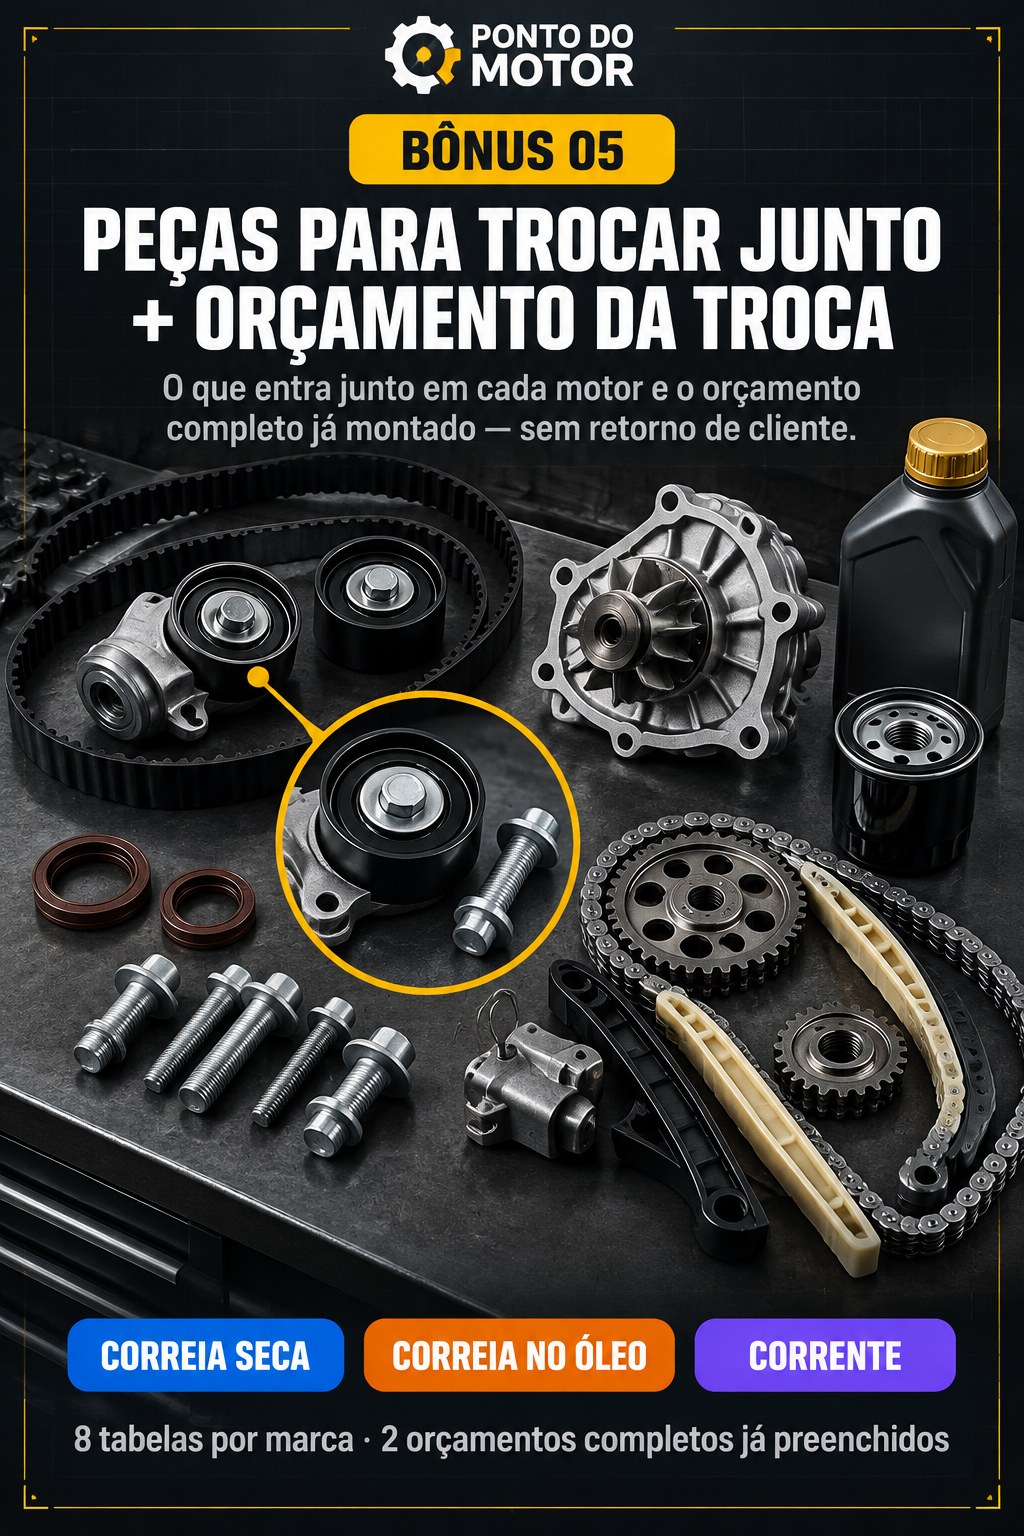 PONTO DO
MOTOR
BÔNUS 05
PEÇAS PARA TROCAR JUNTO
+ ORÇAMENTO DA TROCA
O que entra junto em cada motor e o orçamento
completo já montado — sem retorno de cliente.
CORREIA SECA
CORREIA NO ÓLEO
CORRENTE
8 tabelas por marca · 2 orçamentos completos já preenchidos